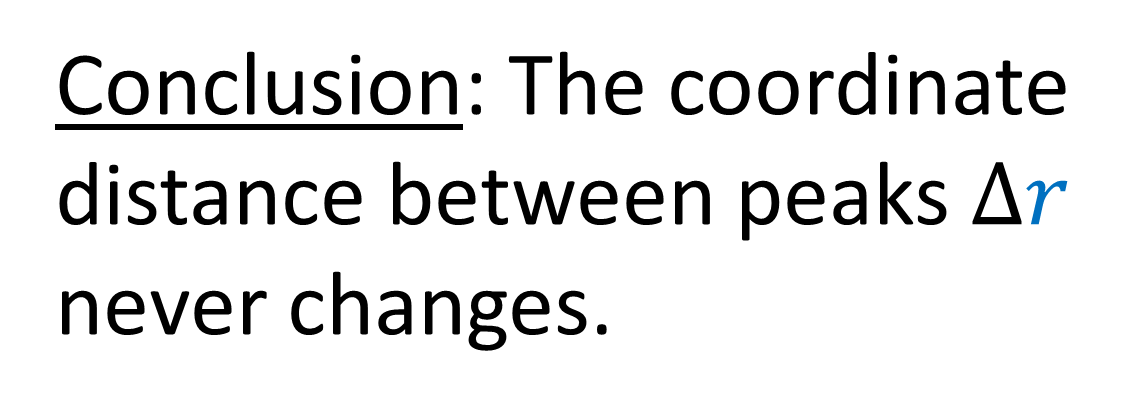 Conclusion: The coordinate
distance between peaks Δr
never changes.